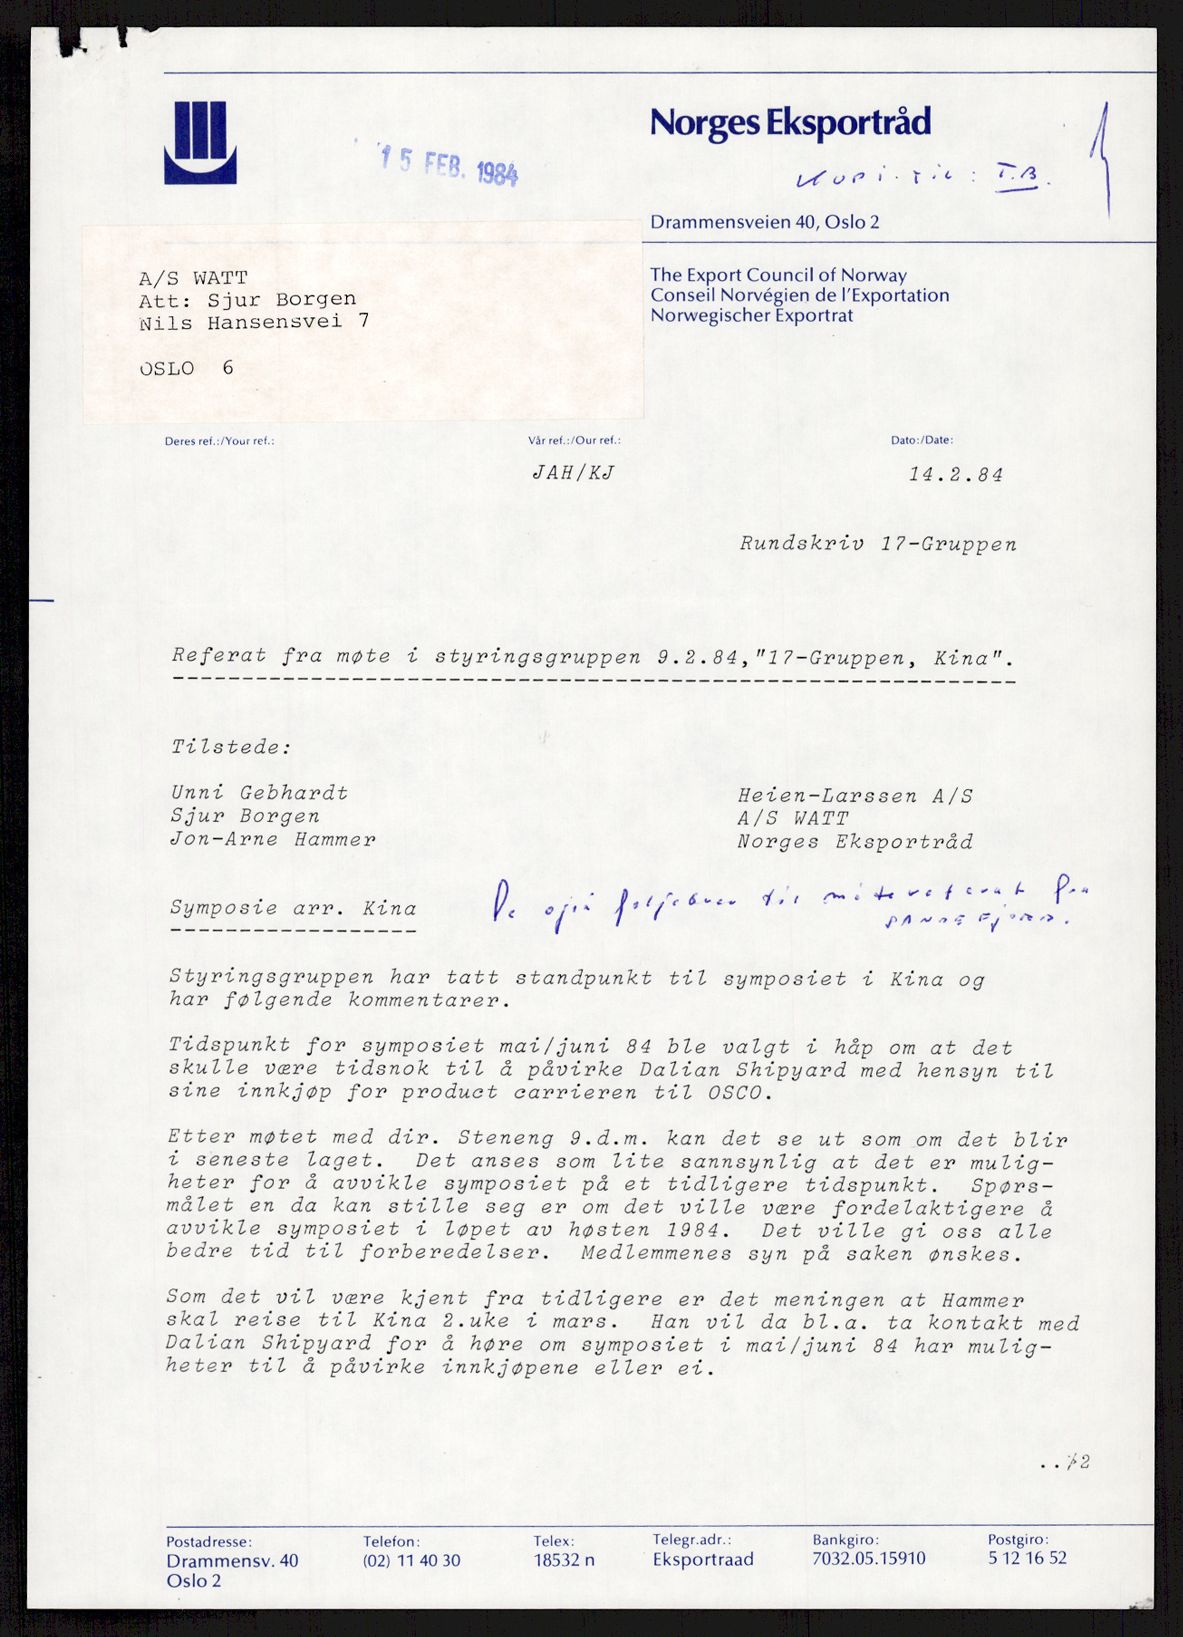 Norges Eksportråd
15 FEB. 1984
Kopi til: T.B.
Drammensveien 40, Oslo 2
A/S WATT
Att: Sjur Borgen
Nils Hansensvei 7
OSLO 6
The Export Council of Norway
Conseil Norvégien de l'Exportation
Norwegischer Exportrat
Deres ref.:/Your ref.:
Vår ref.:/Our ref.:
Dato:/Date:
JAH/KJ
14.2.84
Rundskriv 17-Gruppen
Referat fra møte i styringsgruppen 9.2.84,"17-Gruppen, Kina".
Tilstede:
Unni Gebhardt Heien-Larssen A/S
Sjur Borgen A/S WATT
Jon-Arne Hammer Norges Eksportråd
også følgebrev til møtereferat fra
SANDEFJORD.
Symposie arr. Kina
Styringsgruppen har tatt standpunkt til symposiet i Kina og
har følgende kommentarer.
Tidspunkt for symposiet mai/juni 84 ble valgt i håp om at det
skulle være tidsnok til å påvirke Dalian Shipyard med hensyn til
sine innkjøp for product carrieren til OSCO.
Etter møtet med dir. Steneng 9.d.m. kan det se ut som om det blir
i seneste laget. Det anses som lite sannsynlig at det er mulig-
heter for å avvikle symposiet på et tidligere tidspunkt. Spørs-
målet en da kan stille seg er om det ville være fordelaktigere å
avvikle symposiet i løpet av høsten 1984. Det ville gi oss alle
bedre tid til forberedelser. Medlemmenes syn på saken ønskes.
Som det vil være kjent fra tidligere er det meningen at Hammer
skal reise til Kina 2.uke i mars. Han vil da bl.a. ta kontakt med
Dalian Shipyard for å høre om symposiet i mai/juni 84 har mulig-
heter til å påvirke innkjøpene eller ei.
../2
Postadresse:
Drammensv. 40
Oslo 2
Telefon:
(02) 11 40 30
Telex:
18532 n
Telegr.adr.:
Eksportraad
Bankgiro:
7032.05.15910
Postgiro:
5 12 16 52